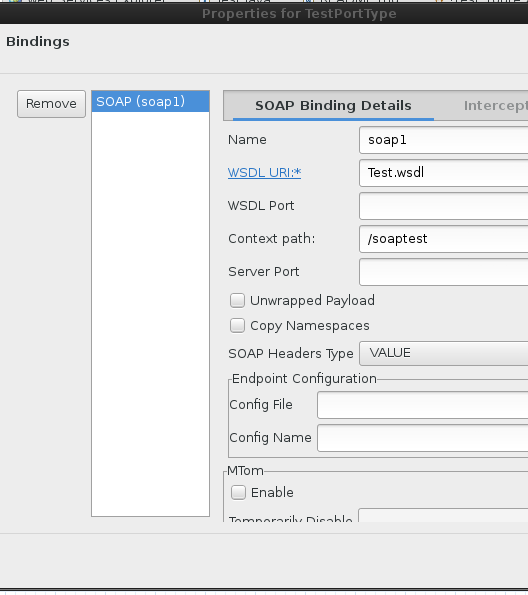 Properties for TestPortType
Bindings
Remove
SOAP (soap1)
SOAP Binding Details
Intercept
Name
soap1
WSDL URI:*
Test.wsdl
WSDL Port
Context path:
/soaptest
Server Port
Unwrapped Payload
Copy Namespaces
SOAP Headers Type
VALUE
Endpoint Configuration
Config File
Config Name
MTom
Enable
Temporarily Disable